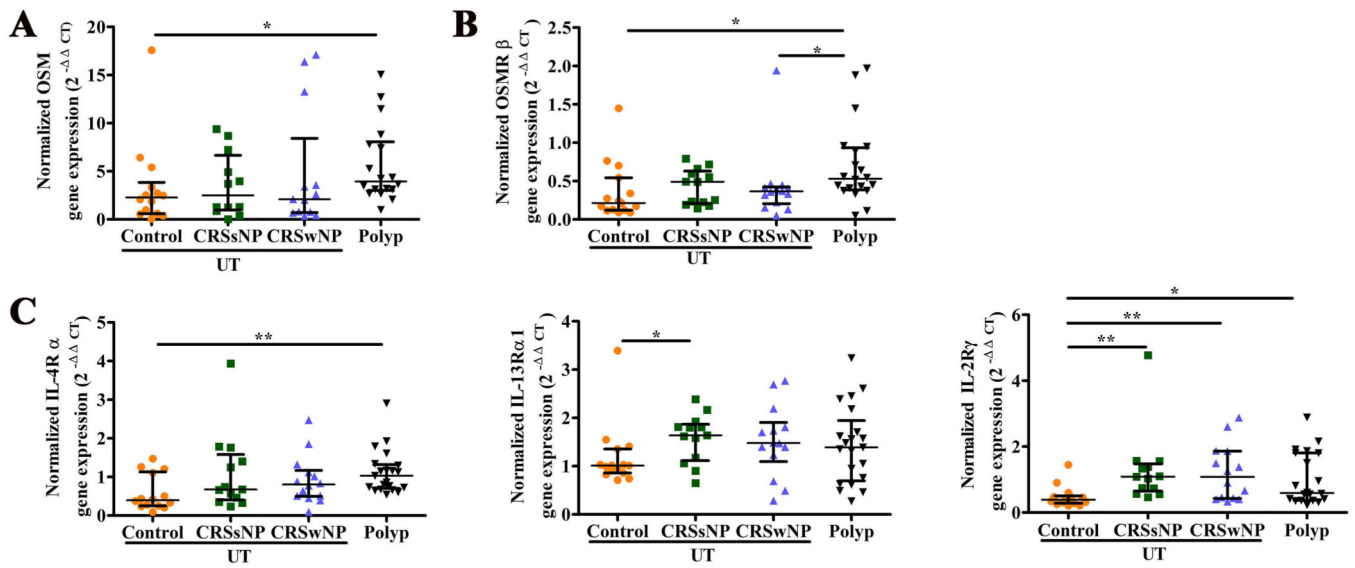 A
Normalized OSM
gene expression (2 -ΔΔ CT)
20
15
10
5
0
*
Control CRSsNP CRSwNP Polyp
UT
B
Normalized OSMR β
gene expression (2 -ΔΔ CT)
2.5
2.0
1.5
1.0
0.5
0.0
*
*
Control CRSsNP CRSwNP Polyp
UT
C
Normalized IL-4R α
gene expression (2 -ΔΔ CT)
5
4
3
2
1
0
**
Control CRSsNP CRSwNP Polyp
UT
Normalized IL-13Rα1
gene expression (2 -ΔΔ CT)
4
3
2
1
0
*
Control CRSsNP CRSwNP Polyp
UT
Normalized IL-2Rγ
gene expression (2 -ΔΔ CT)
6
4
2
0
*
**
**
Control CRSsNP CRSwNP Polyp
UT